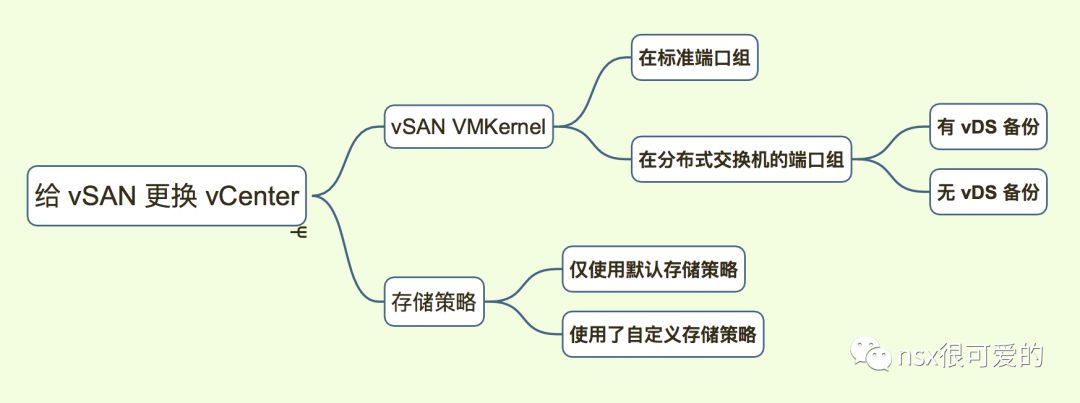 给 vSAN 更换 vCenter
vSAN VMKernel
在标准端口组
在分布式交换机的端口组
有 vDS 备份
无 vDS 备份
存储策略
仅使用默认存储策略
使用了自定义存储策略
nsx很可爱的